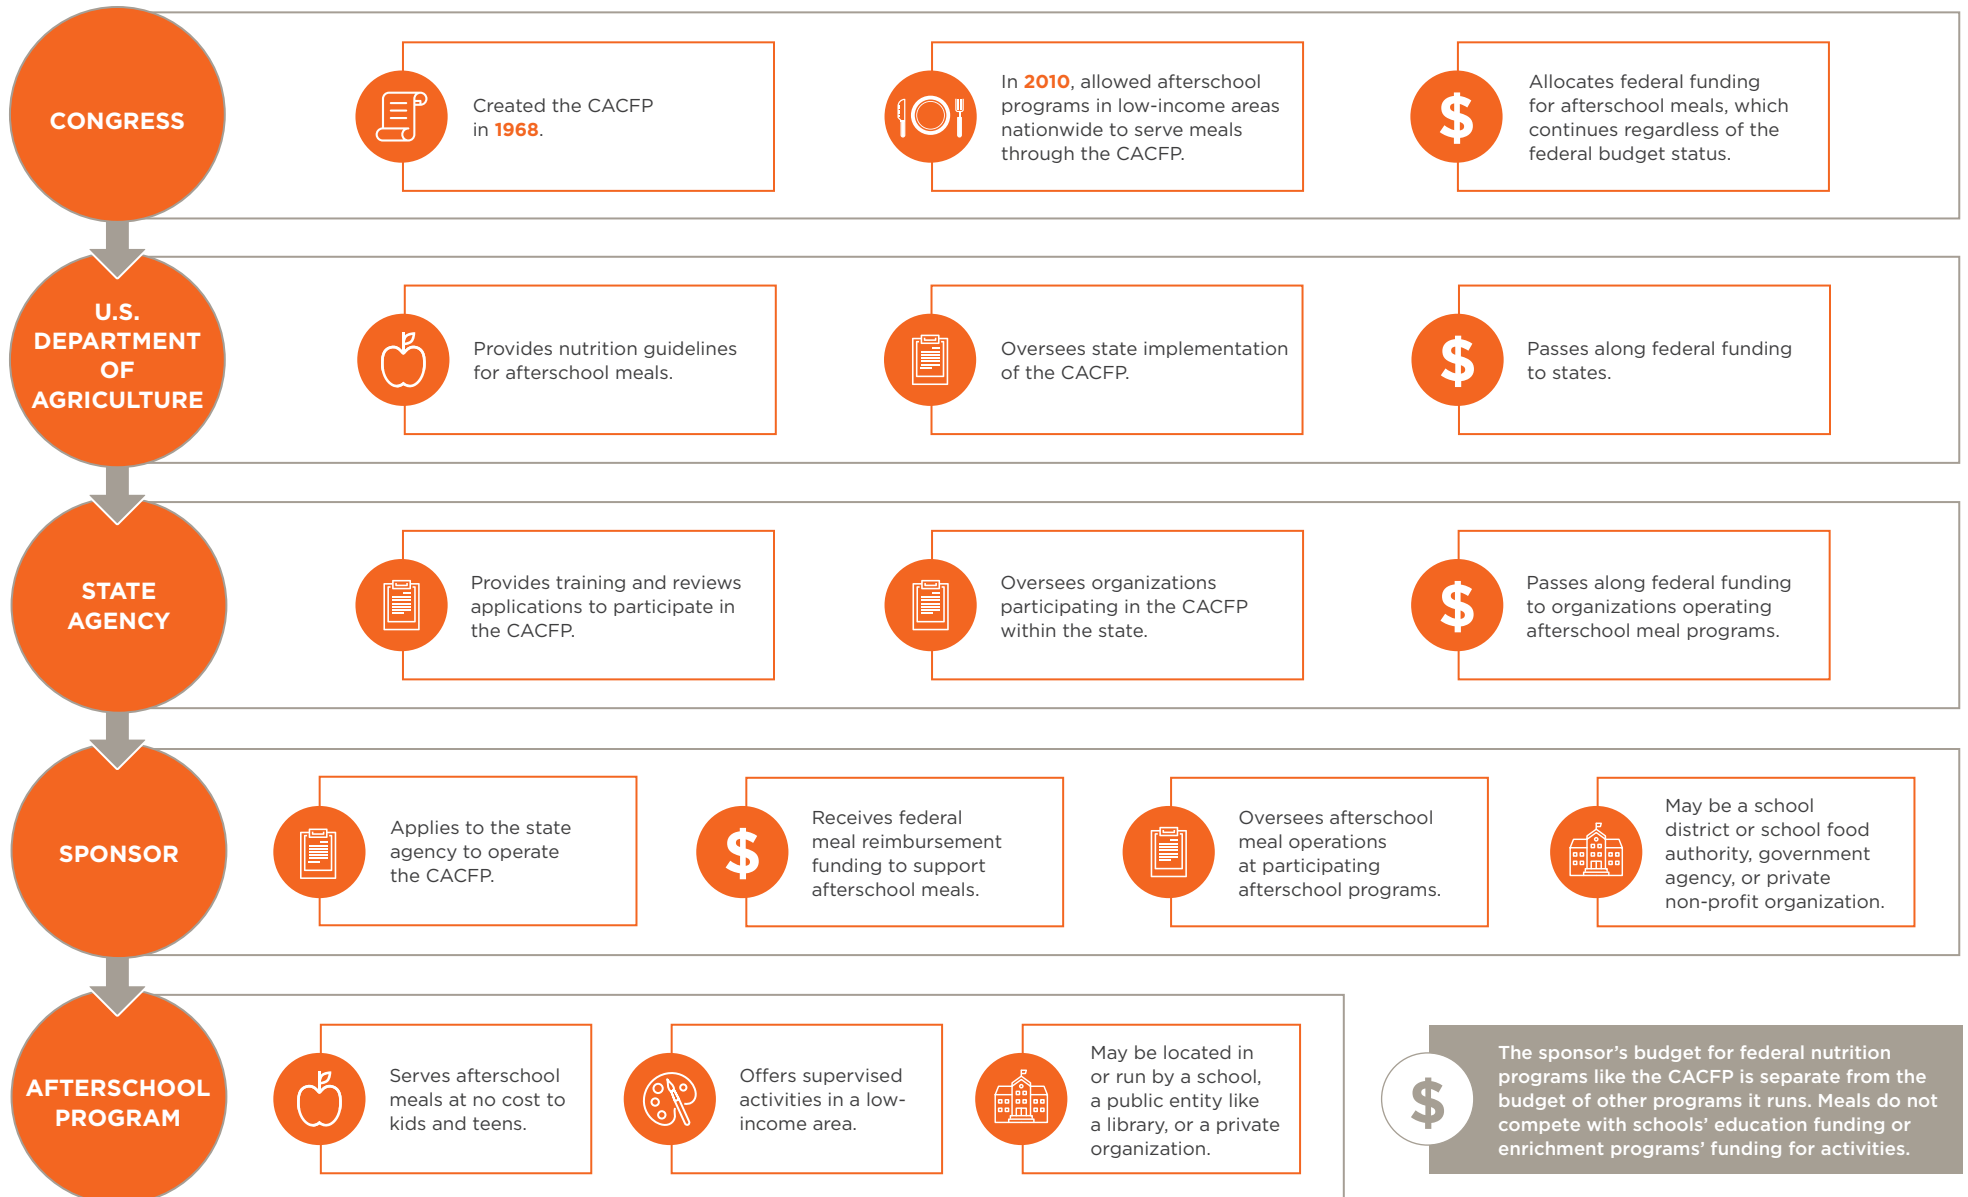 CONGRESS
Created the CACFP
in 1968.
In 2010, allowed afterschool
programs in low-income areas
nationwide to serve meals
through the CACFP.
$
Allocates federal funding
for afterschool meals, which
continues regardless of the
federal budget status.
U.S.
DEPARTMENT
OF
AGRICULTURE
Provides nutrition guidelines
for afterschool meals.
Oversees state implementation
of the CACFP.
$
Passes along federal funding
to states.
STATE
AGENCY
Provides training and reviews
applications to participate in
the CACFP.
Oversees organizations
participating in the CACFP
within the state.
$
Passes along federal funding
to organizations operating
afterschool meal programs.
SPONSOR
Applies to the state
agency to operate
the CACFP.
$
Receives federal
meal reimbursement
funding to support
afterschool meals.
Oversees afterschool
meal operations
at participating
afterschool programs.
May be a school
district or school food
authority, government
agency, or private
non-profit organization.
AFTERSCHOOL
PROGRAM
Serves afterschool
meals at no cost to
kids and teens.
Offers supervised
activities in a low-
income area.
May be located in
or run by a school,
a public entity like
a library, or a private
organization.
$
The sponsor’s budget for federal nutrition
programs like the CACFP is separate from the
budget of other programs it runs. Meals do not
compete with schools’ education funding or
enrichment programs’ funding for activities.